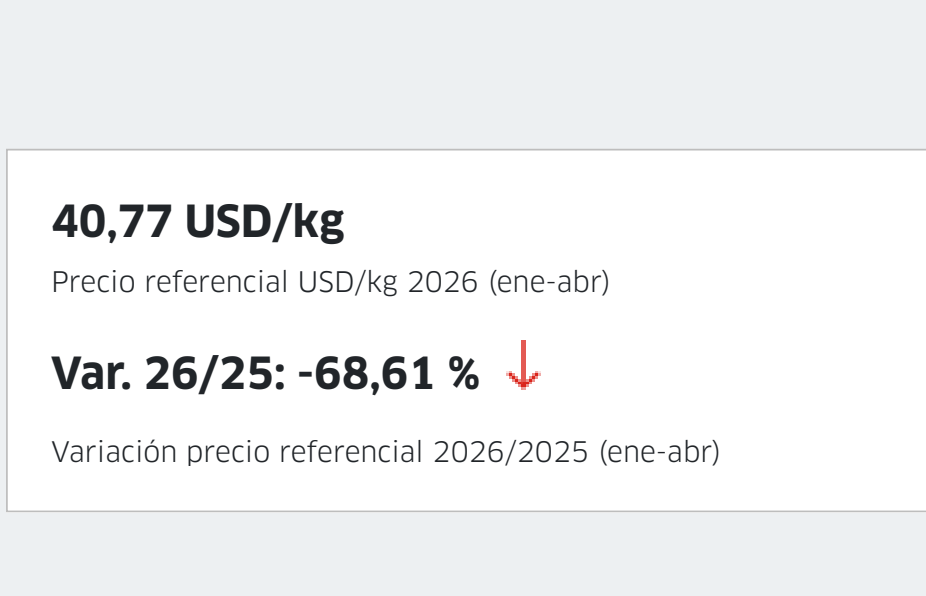 40,77 USD/kg
Precio referencial USD/kg 2026 (ene-abr)
Var. 26/25: -68,61 %
Variación precio referencial 2026/2025 (ene-abr)